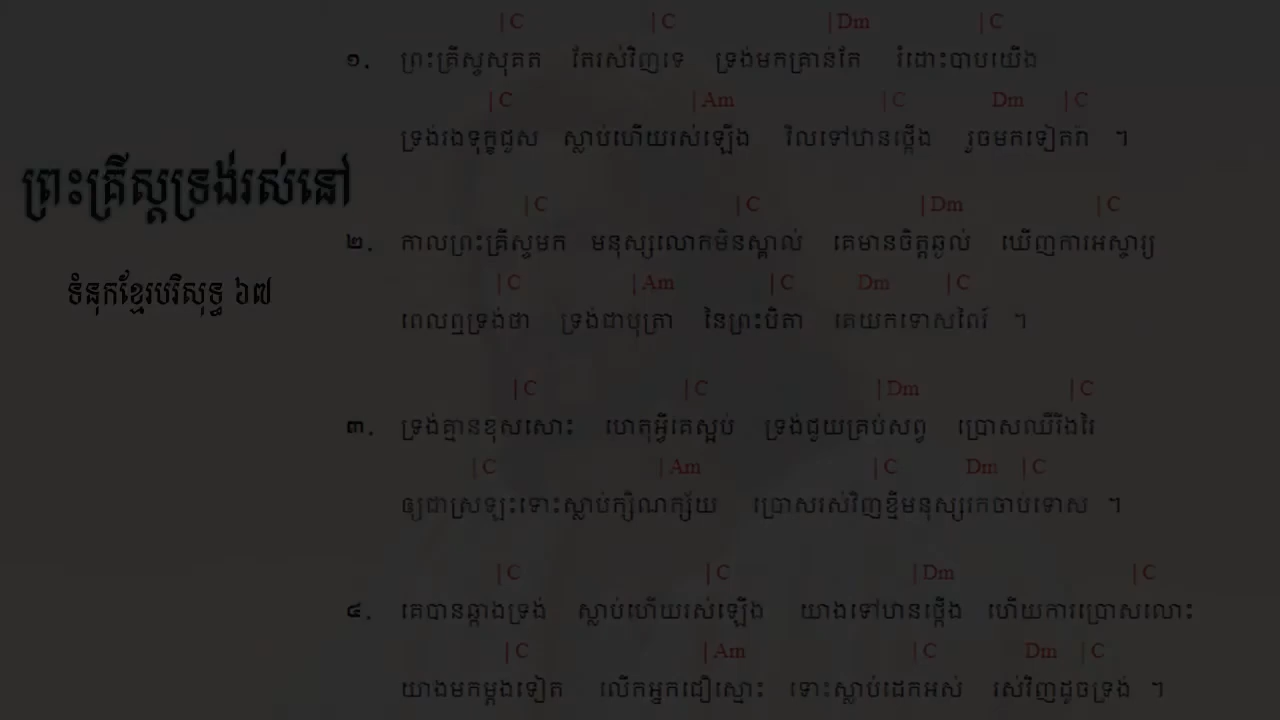 ព្រះគ្រីស្តទ្រង់រស់នៅ
ទំនុកខ្មែរបរិសុទ្ធ ៦៧
|C |C |Dm |C
១. ព្រះគ្រីស្ទសុគត តែរស់វិញទេ ទ្រង់មកគ្រាន់តែ រំដោះបាបយើង
|C |Am |C Dm |C
ទ្រង់រងទុក្ខជួស ស្លាប់ហើយរស់ឡើង វិលទៅឋានថ្កើង រួចមកទៀតវ៉ា ។
|C |C |Dm |C
២. កាលព្រះគ្រីស្ទមក មនុស្សលោកមិនស្គាល់ គេមានចិត្តឆ្ងល់ ឃើញការអស្ចារ្យ
|C |Am |C Dm |C
ពេលឮទ្រង់ថា ទ្រង់ជាបុត្រា នៃព្រះបិតា គេយកទោសពៃរ៍ ។
|C |C |Dm |C
៣. ទ្រង់គ្មានខុសសោះ ហេតុអ្វីគេស្អប់ ទ្រង់ជួយគ្រប់សព្វ ប្រោសឈឺរីងរៃ
|C |Am |C Dm |C
ឲ្យជាស្រឡះទោះស្លាប់ក្សិណក្ស័យ ប្រោសរស់វិញខ្មីមនុស្សរកចាប់ទោស ។
|C |C |Dm |C
៤. គេបានឆ្កាងទ្រង់ ស្លាប់ហើយរស់ឡើង យាងទៅឋានថ្កើង ហើយការប្រោសលោះ
|C |Am |C Dm |C
យាងមកម្តងទៀត លើកអ្នកជឿស្មោះ ទោះស្លាប់ដេកអស់ រស់វិញដូចទ្រង់ ។